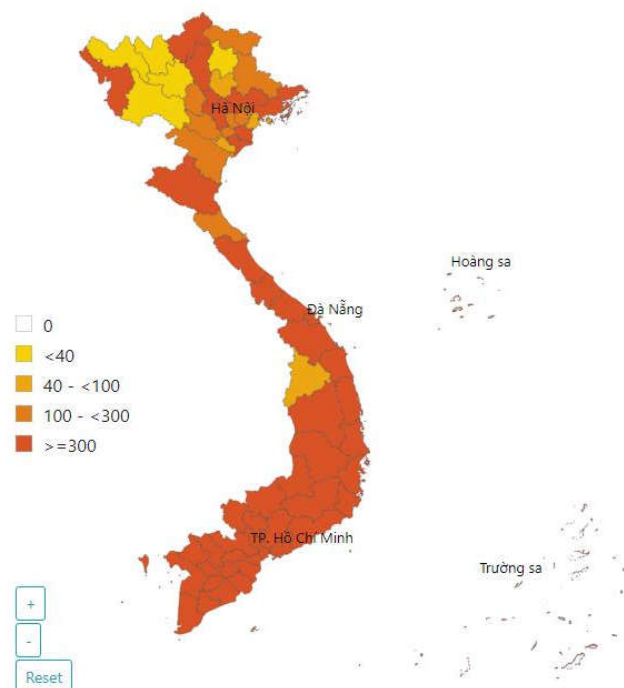 Hà Nội
Hoàng sa
Đà Nẵng
0
<40
40 - <100
100 - <300
>=300
TP. Hồ Chí Minh
Trường sa
+
-
Reset